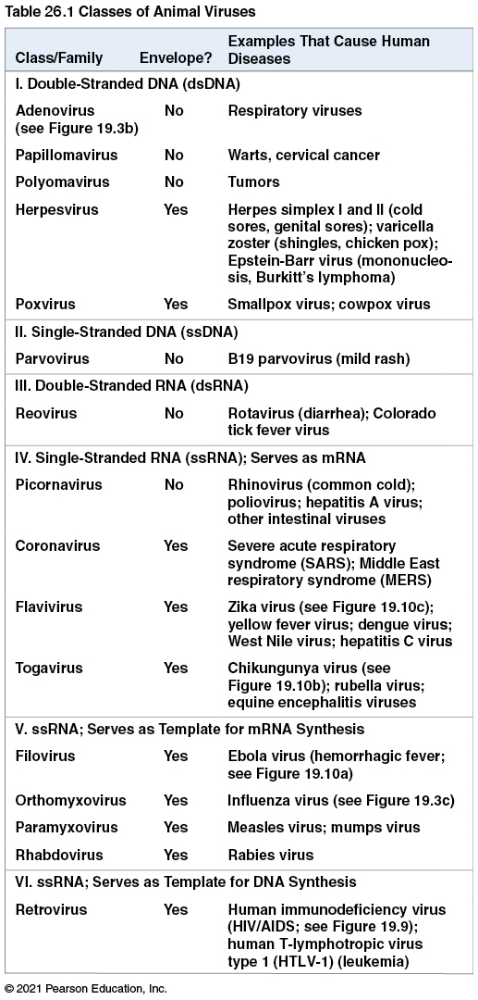 Table 26.1 Classes of Animal Viruses
Class/Family Envelope? Examples That Cause Human
Diseases
I. Double-Stranded DNA (dsDNA)
Adenovirus No Respiratory viruses
(see Figure 19.3b)
Papillomavirus No Warts, cervical cancer
Polyomavirus No Tumors
Herpesvirus Yes Herpes simplex I and II (cold
sores, genital sores); varicella
zoster (shingles, chicken pox);
Epstein-Barr virus (mononucleo-
sis, Burkitt's lymphoma)
Poxvirus Yes Smallpox virus; cowpox virus
II. Single-Stranded DNA (ssDNA)
Parvovirus No B19 parvovirus (mild rash)
III. Double-Stranded RNA (dsRNA)
Reovirus No Rotavirus (diarrhea); Colorado
tick fever virus
IV. Single-Stranded RNA (ssRNA); Serves as mRNA
Picornavirus No Rhinovirus (common cold);
poliovirus; hepatitis A virus;
other intestinal viruses
Coronavirus Yes Severe acute respiratory
syndrome (SARS); Middle East
respiratory syndrome (MERS)
Flavivirus Yes Zika virus (see Figure 19.10c);
yellow fever virus; dengue virus;
West Nile virus; hepatitis C virus
Togavirus Yes Chikungunya virus (see
Figure 19.10b); rubella virus;
equine encephalitis viruses
V. ssRNA; Serves as Template for mRNA Synthesis
Filovirus Yes Ebola virus (hemorrhagic fever;
see Figure 19.10a)
Orthomyxovirus Yes Influenza virus (see Figure 19.3c)
Paramyxovirus Yes Measles virus; mumps virus
Rhabdovirus Yes Rabies virus
VI. ssRNA; Serves as Template for DNA Synthesis
Retrovirus Yes Human immunodeficiency virus
(HIV/AIDS; see Figure 19.9);
human T-lymphotropic virus
type 1 (HTLV-1) (leukemia)
© 2021 Pearson Education, Inc.